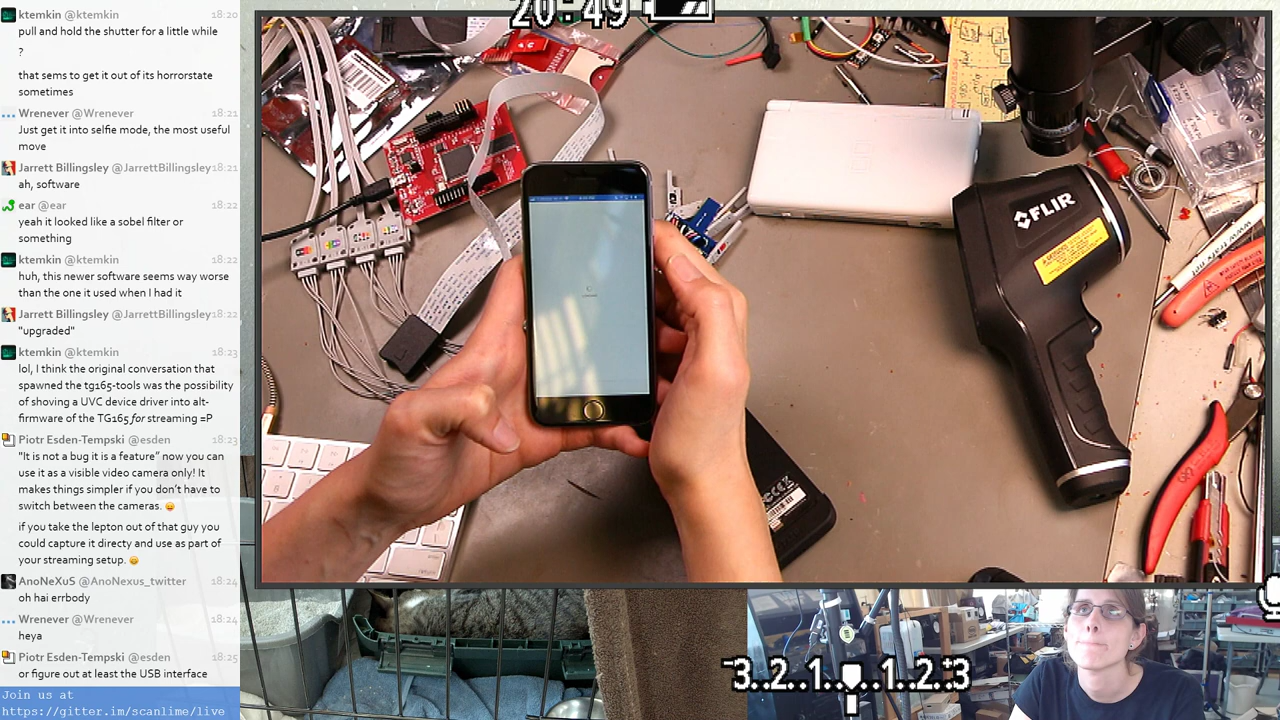 ktemkin @ktemkin 18:20
pull and hold the shutter for a little while
?
that sems to get it out of its horrorstate
sometimes
Wrenever @Wrenever 18:21
Just get it into selfie mode, the most useful
move
Jarrett Billingsley @JarrettBillingsley 18:21
ah, software
ear @ear 18:22
yeah it looked like a sobel filter or
something
ktemkin @ktemkin 18:22
huh, this newer software seems way worse
than the one it used when I had it
Jarrett Billingsley @JarrettBillingsley 18:22
"upgraded"
ktemkin @ktemkin 18:23
lol, I think the original conversation that
spawned the tg165-tools was the possibility
of shoving a UVC device driver into alt-
firmware of the TG165 for streaming =P
Piotr Esden-Tempski @esden 18:23
"It is not a bug it is a feature" now you can
use it as a visible video camera only! It
makes things simpler if you don't have to
switch between the cameras.
if you take the lepton out of that guy you
could capture it directy and use as part of
your streaming setup.
AnoNeXuS @AnoNexus_twitter 18:24
oh hai errbody
Wrenever @Wrenever 18:24
heya
Piotr Esden-Tempski @esden 18:25
or figure out at least the USB interface
Join us at
https://gitter.im/scanlime/live
20:49
FLIR
-3..2..1.. ..1..2..+3